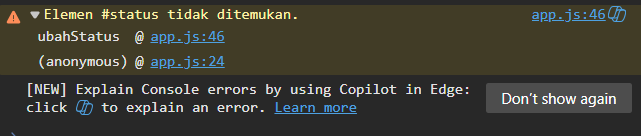 Elemen #status tidak ditemukan. app.js:46
ubahStatus @ app.js:46
(anonymous) @ app.js:24
[NEW] Explain Console errors by using Copilot in Edge:
click to explain an error. Learn more
Don't show again